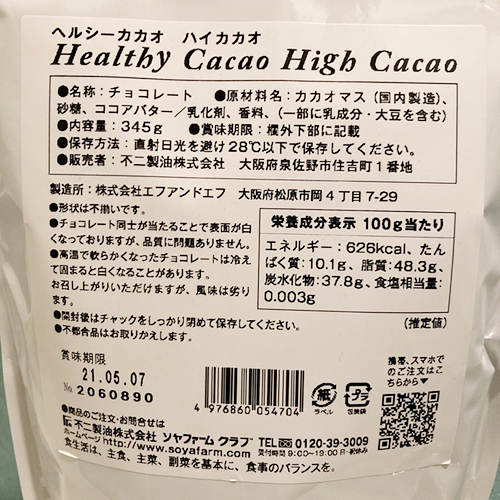 ヘルシーカカオ ハイカカオ
Healthy Cacao High Cacao
●名称：チョコレート ●原材料名：カカオマス（国内製造）、
砂糖、ココアバター／乳化剤、香料、（一部に乳成分・大豆を含む）
●内容量：345g ●賞味期限：欄外下部に記載
●保存方法：直射日光を避け28℃以下で保存してください。
●販売者：不二製油株式会社 大阪府泉佐野市住吉町1番地
製造所：株式会社エフアンドエフ 大阪府松原市岡4丁目7-29
●形状は不揃いです。
●チョコレート同士が当たることで表面が白
くなっておりますが、品質に問題ありません。
●高温で軟らかくなったチョコレートは冷え
て固まると白くなることがあります。
お召し上がりいただけますが、風味は劣り
ます。
●開封後はチャックをしっかり閉めて保存してください。
●不都合品はお取りかえします。
栄養成分表示 100g当たり
エネルギー：626kcal、たん
ぱく質：10.1g、脂質：48.3g、
炭水化物：37.8g、食塩相当量：
0.003g
（推定値）
賞味期限
21.05.07
No. 2060890
4976860054704
紙
ラベル
プラ
包装袋
携帯、スマホで
のご注文はこ
ちらから▼
商品のご注文・お問合せは
不二製油株式会社 ソヤファーム クラブ TEL 0120-39-3009
ホームページ http://www.soyafarm.com 受付時間 9:00～19:00 日・祝休み
食生活は、主食、主菜、副菜を基本に、食事のバランスを。